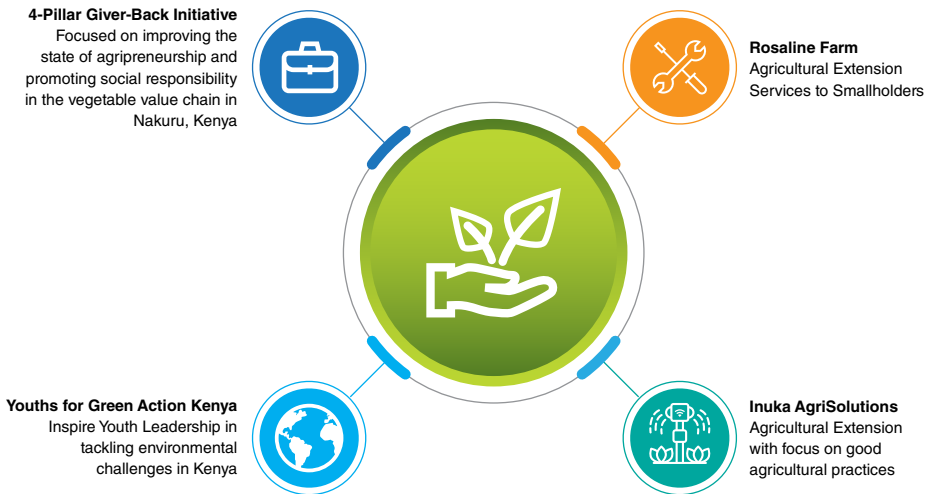 4-Pillar Giver-Back Initiative
Focused on improving the
state of agripreneurship and
promoting social responsibility
in the vegetable value chain in
Nakuru, Kenya
Rosaline Farm
Agricultural Extension
Services to Smallholders
Youths for Green Action Kenya
Inspire Youth Leadership in
tackling environmental
challenges in Kenya
Inuka AgriSolutions
Agricultural Extension
with focus on good
agricultural practices